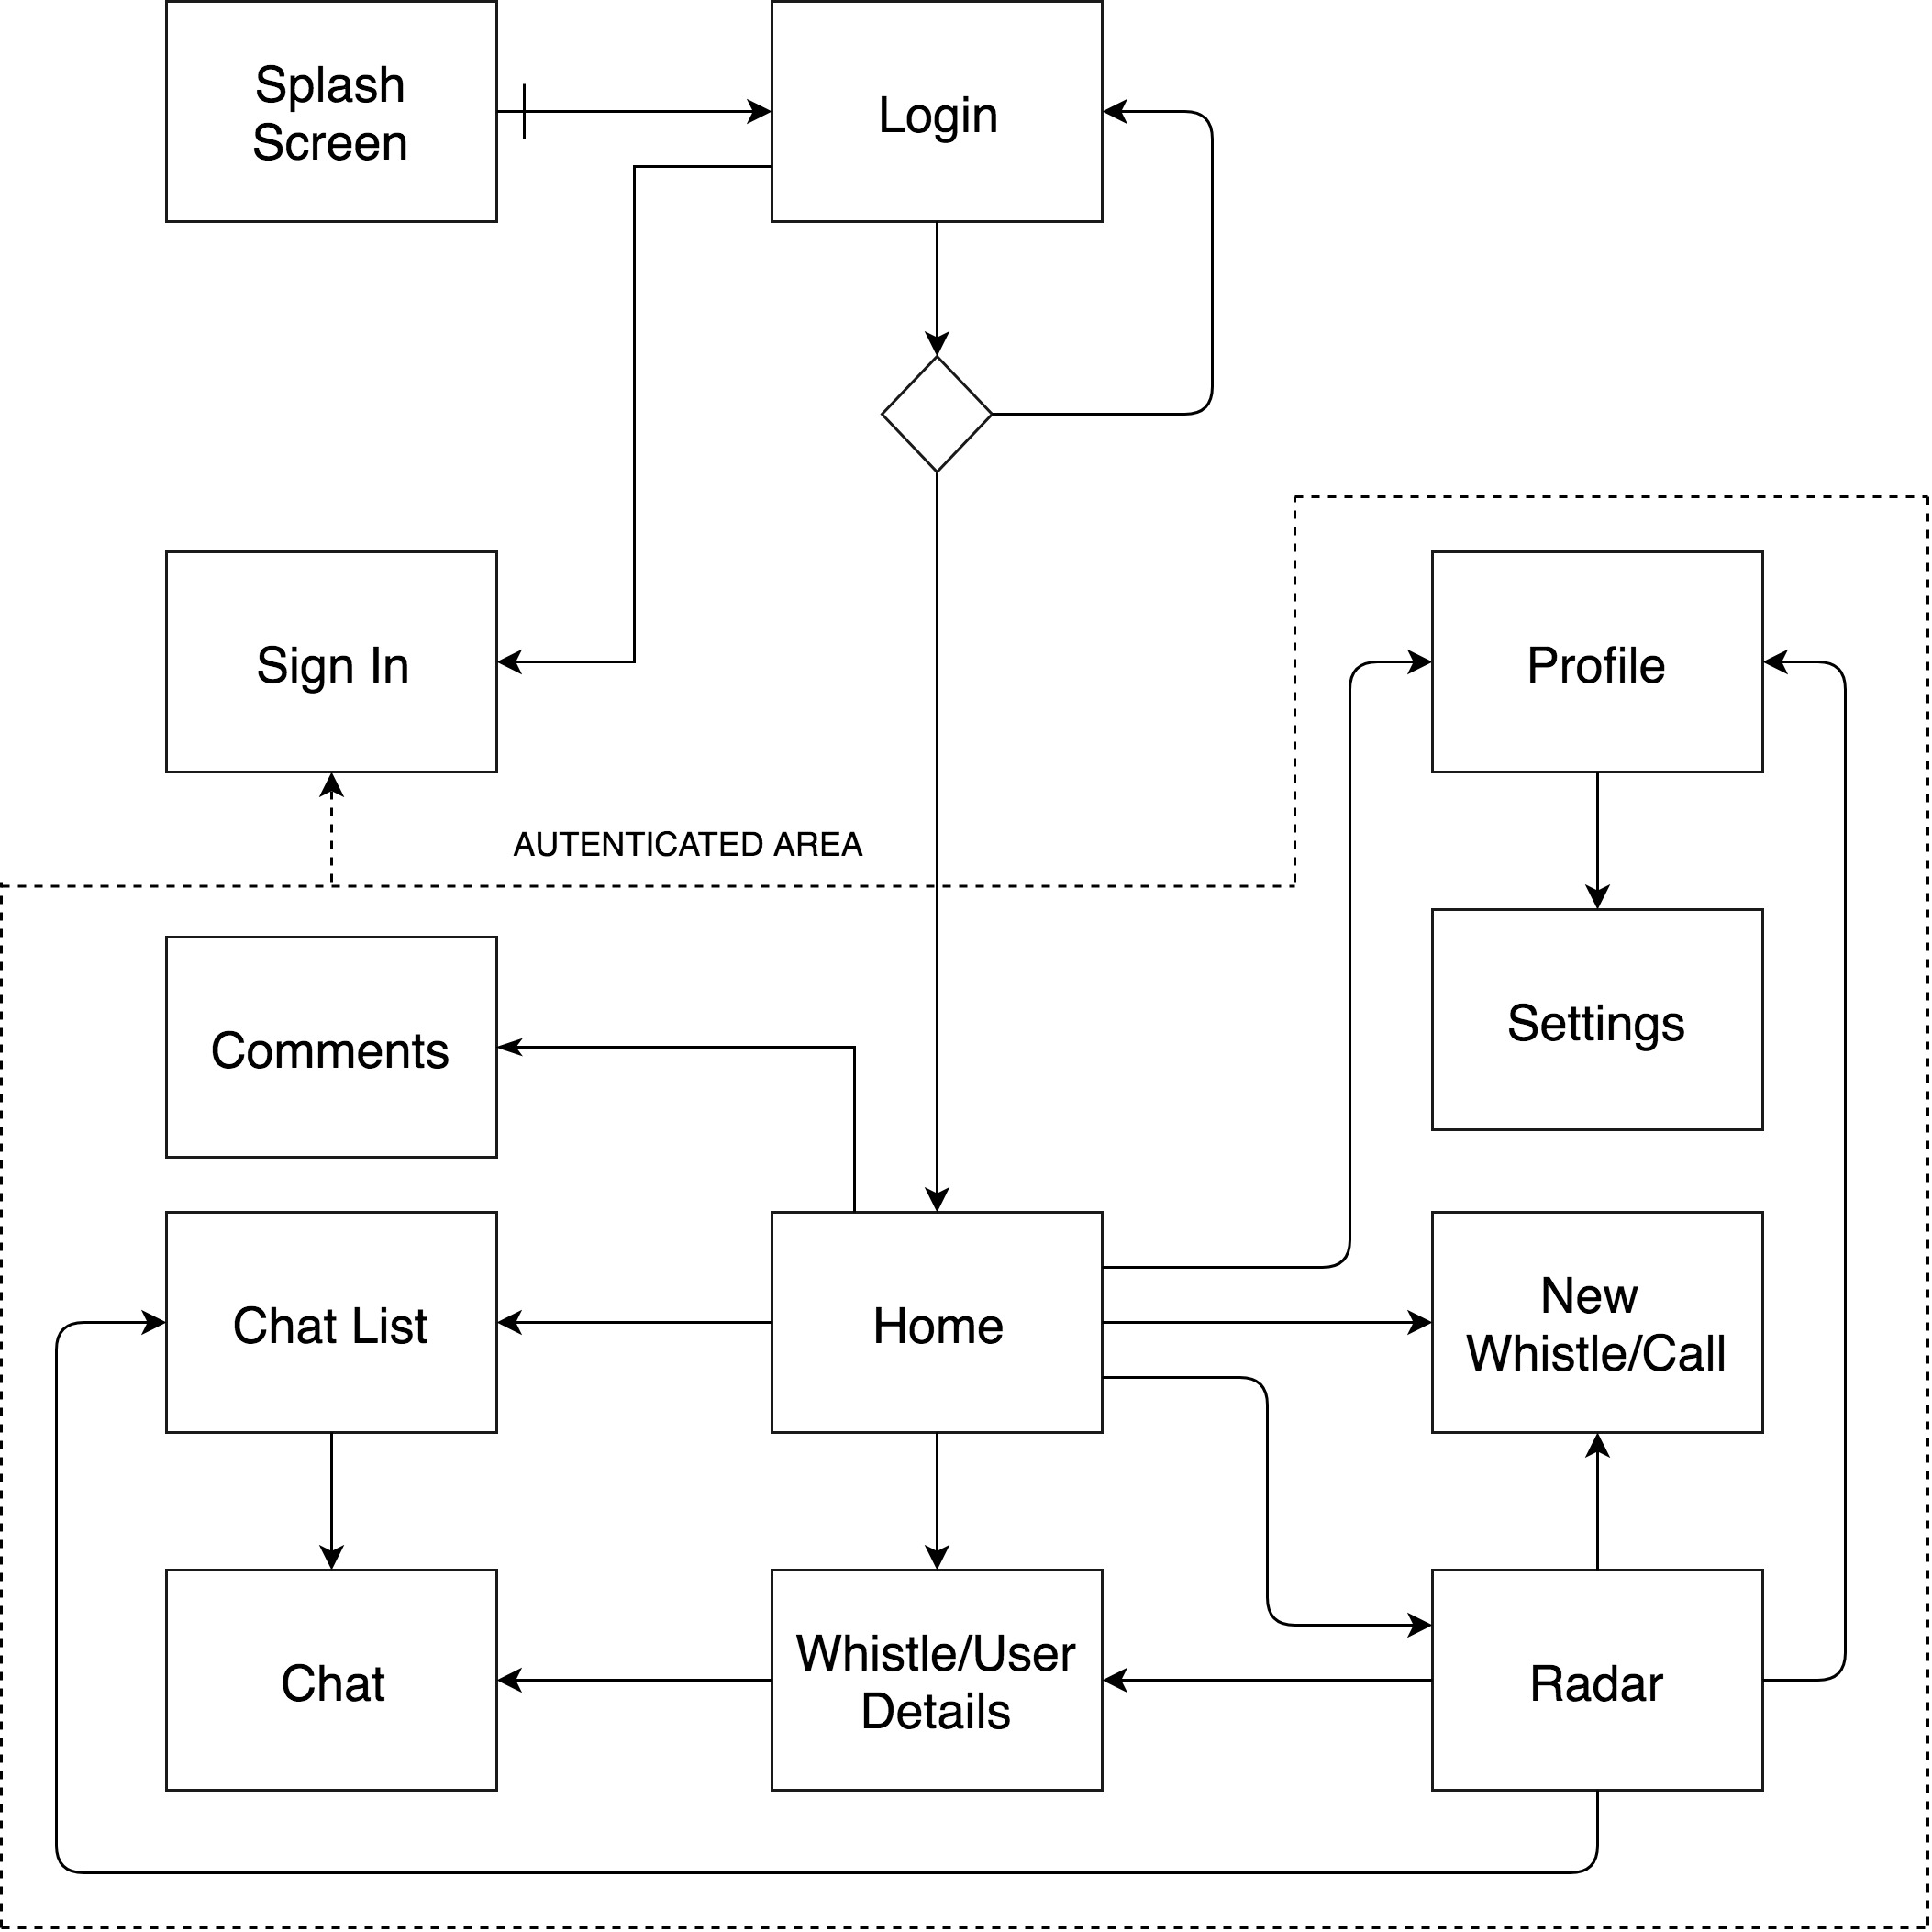 Splash
Screen
Login
Sign In
Profile
AUTENTICATED AREA
Settings
Comments
Chat List
Home
New
Whistle/Call
Chat
Whistle/User
Details
Radar